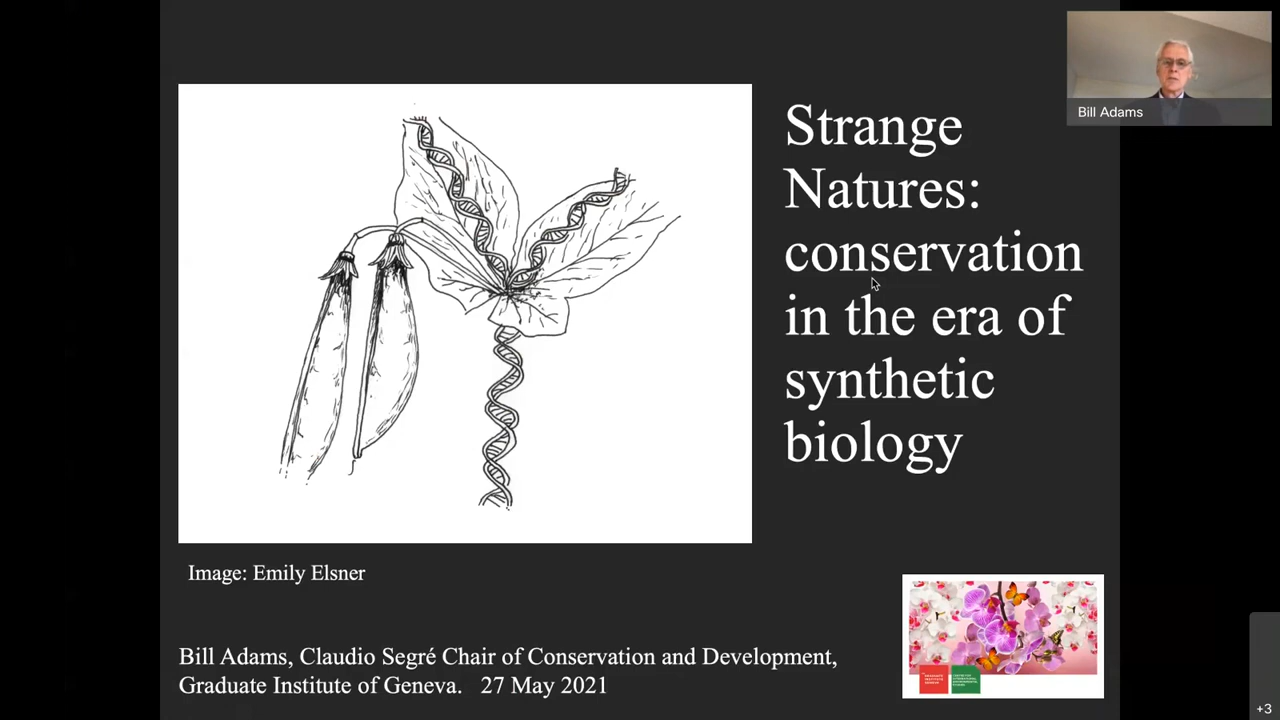 Strange
Natures:
conservation
in the era of
synthetic
biology
Bill Adams
Image: Emily Elsner
Bill Adams, Claudio Segré Chair of Conservation and Development,
Graduate Institute of Geneva. 27 May 2021
+3